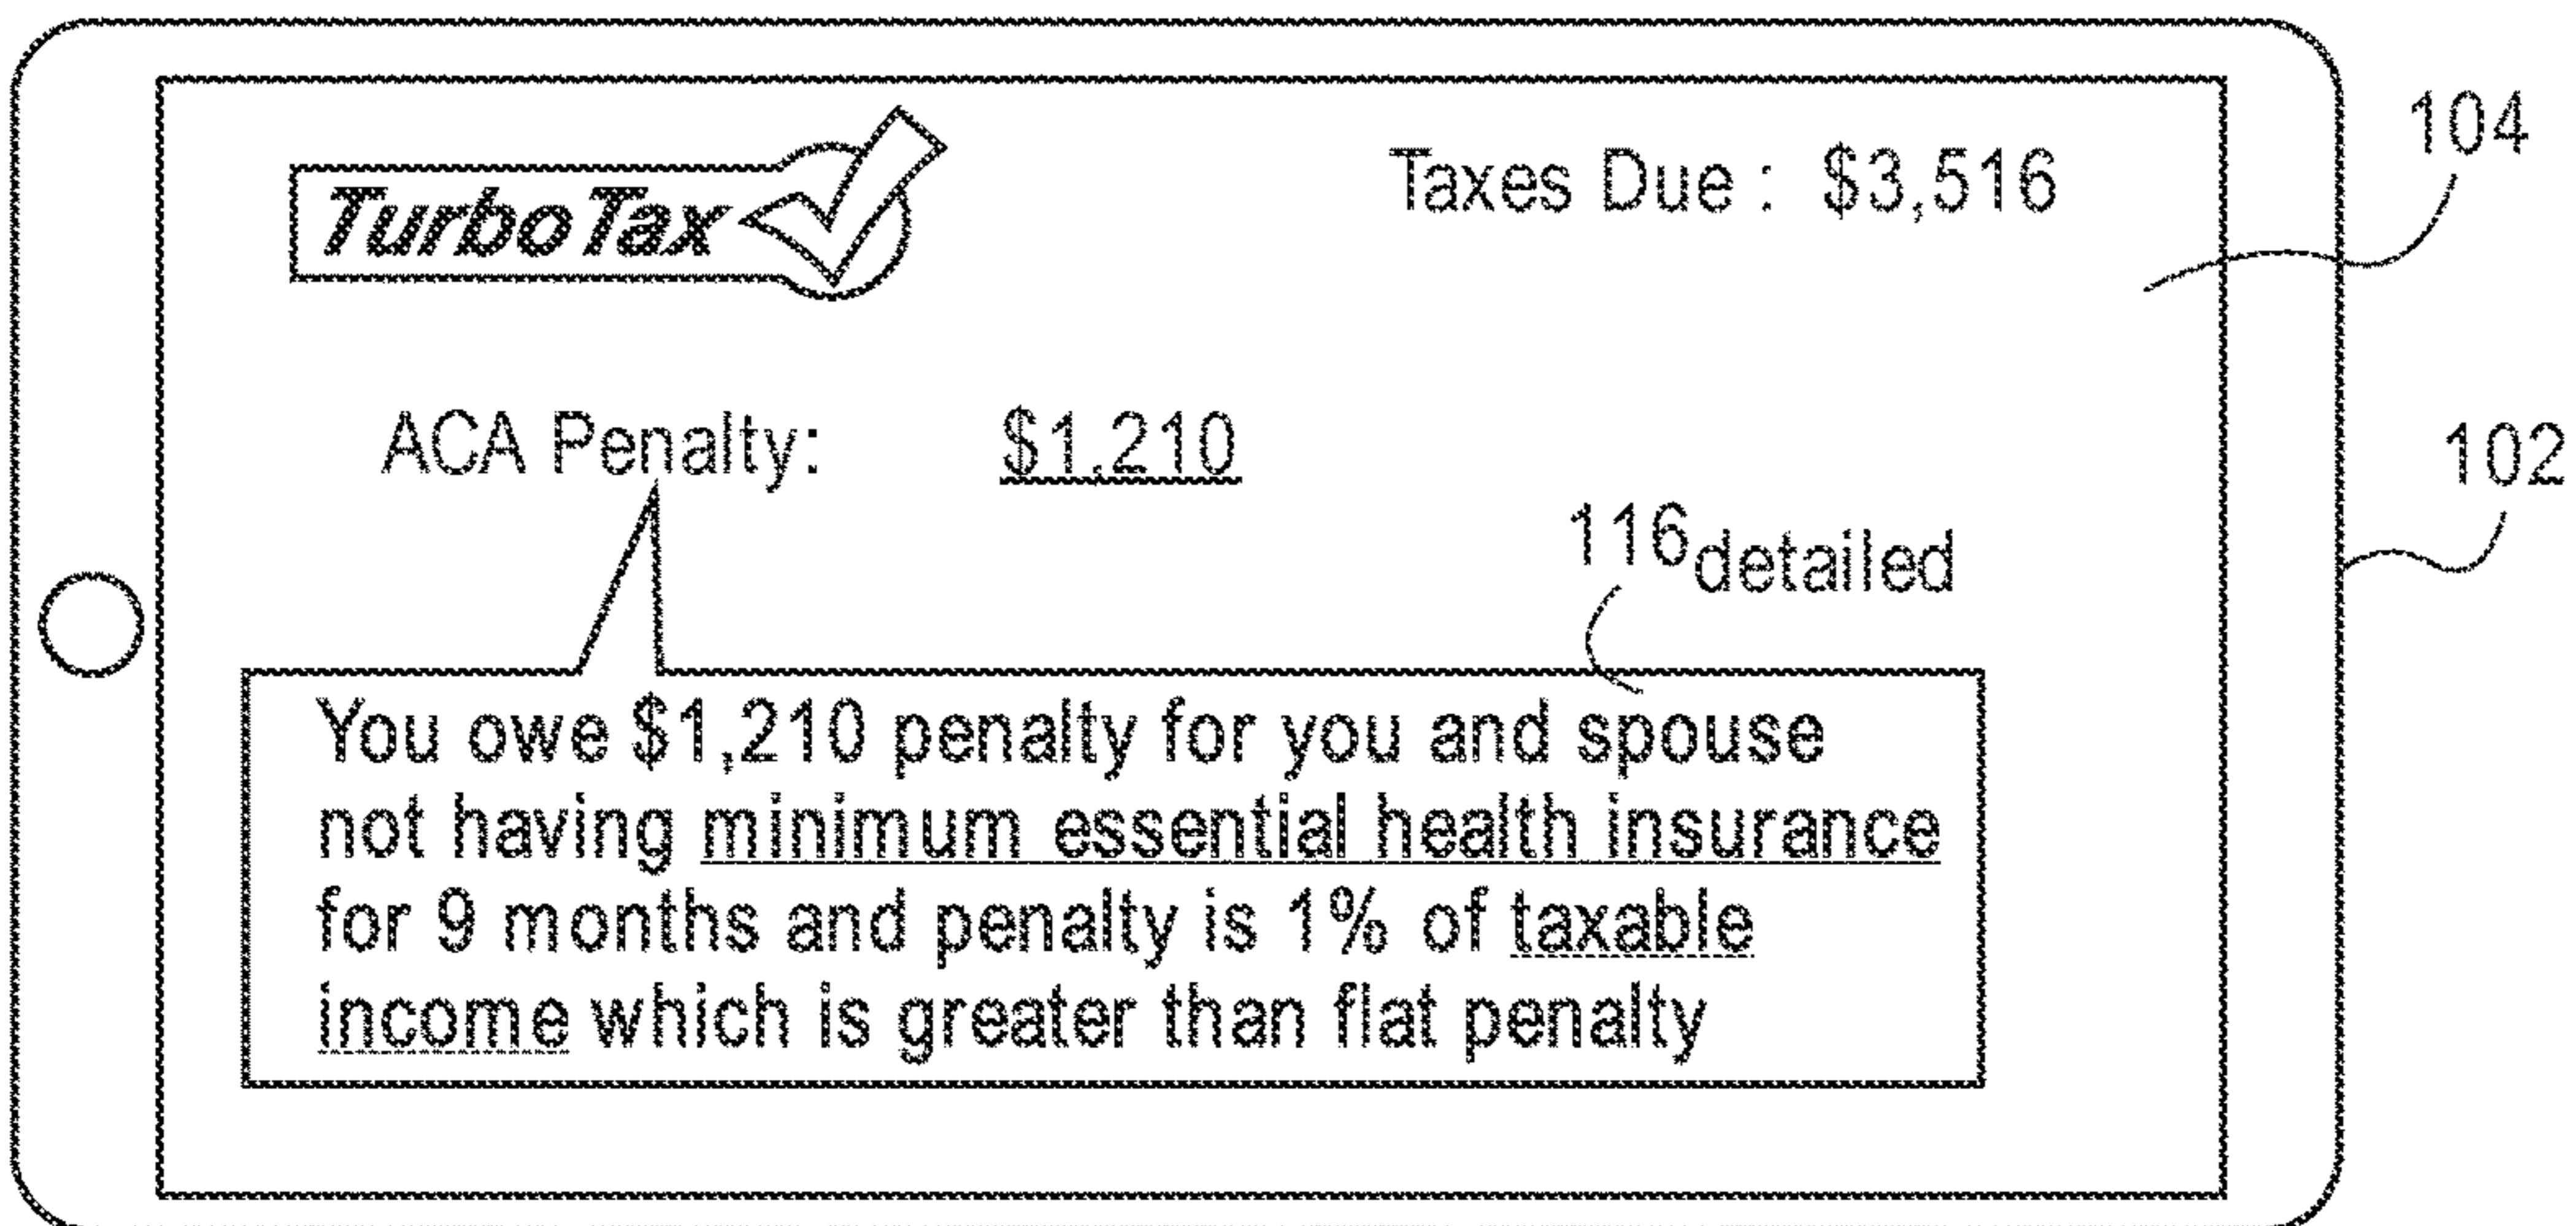 TurboTax
Taxes Due : $3,516
104
ACA Penalty: $1,210
102
116detailed
You owe $1,210 penalty for you and spouse
not having minimum essential health insurance
for 9 months and penalty is 1% of taxable
income which is greater than flat penalty